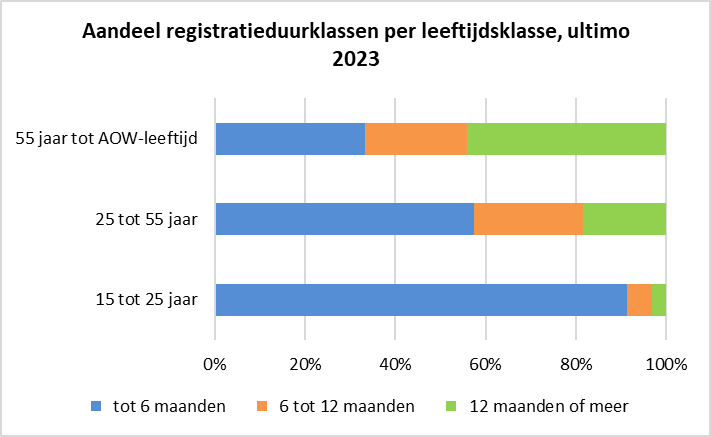 Aandeel registratieduurklassen per leeftijdsklasse, ultimo
2023
55 jaar tot AOW-leeftijd
25 tot 55 jaar
15 tot 25 jaar
0% 20% 40% 60% 80% 100%
tot 6 maanden 6 tot 12 maanden 12 maanden of meer